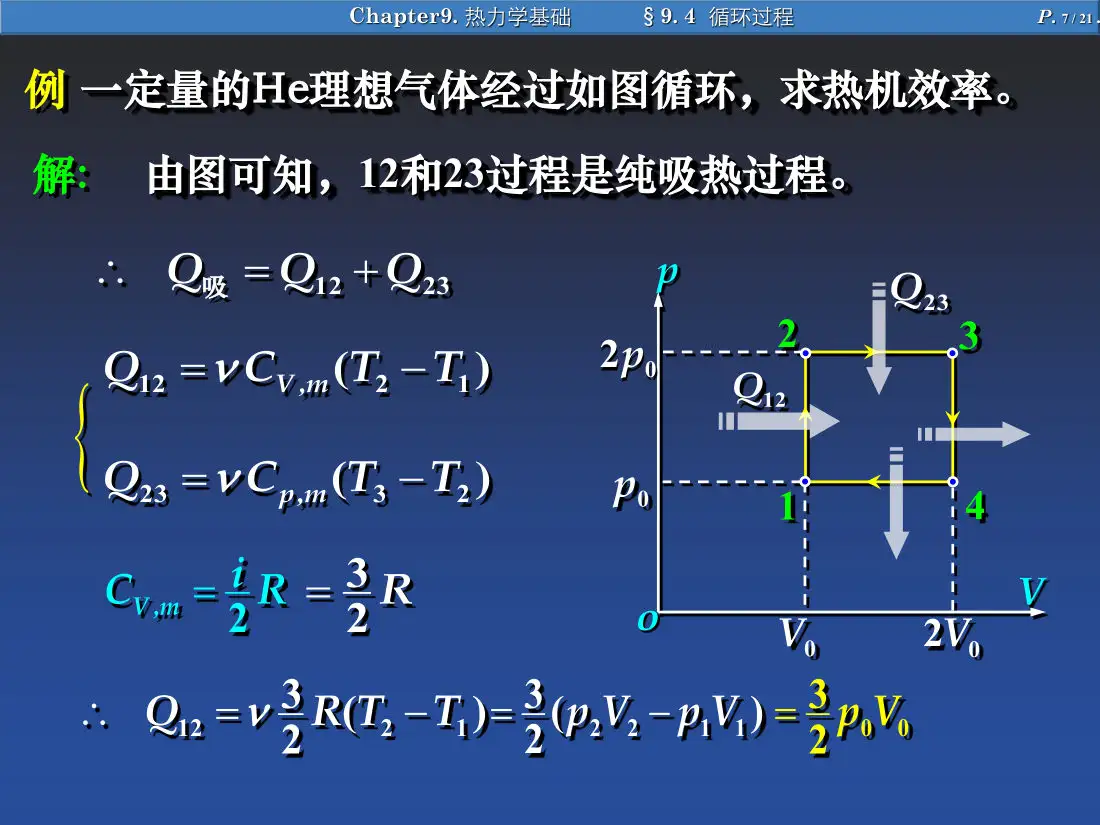 Chapter9. 热力学基础 §9. 4 循环过程 P. 7 / 21 .
例 一定量的He理想气体经过如图循环，求热机效率。
解: 由图可知，12和23过程是纯吸热过程。
∴ Q吸 = Q12 + Q23
Q12 = νCV,m(T2 − T1)
Q23 = νCp,m(T3 − T2)
CV,m = i/2 R = 3/2 R
∴ Q12 = ν 3/2 R(T2 − T1) = 3/2 (p2V2 − p1V1) = 3/2 p0V0
p
Q23
2 3
2p0
Q12
p0
1 4
o V
V0 2V0